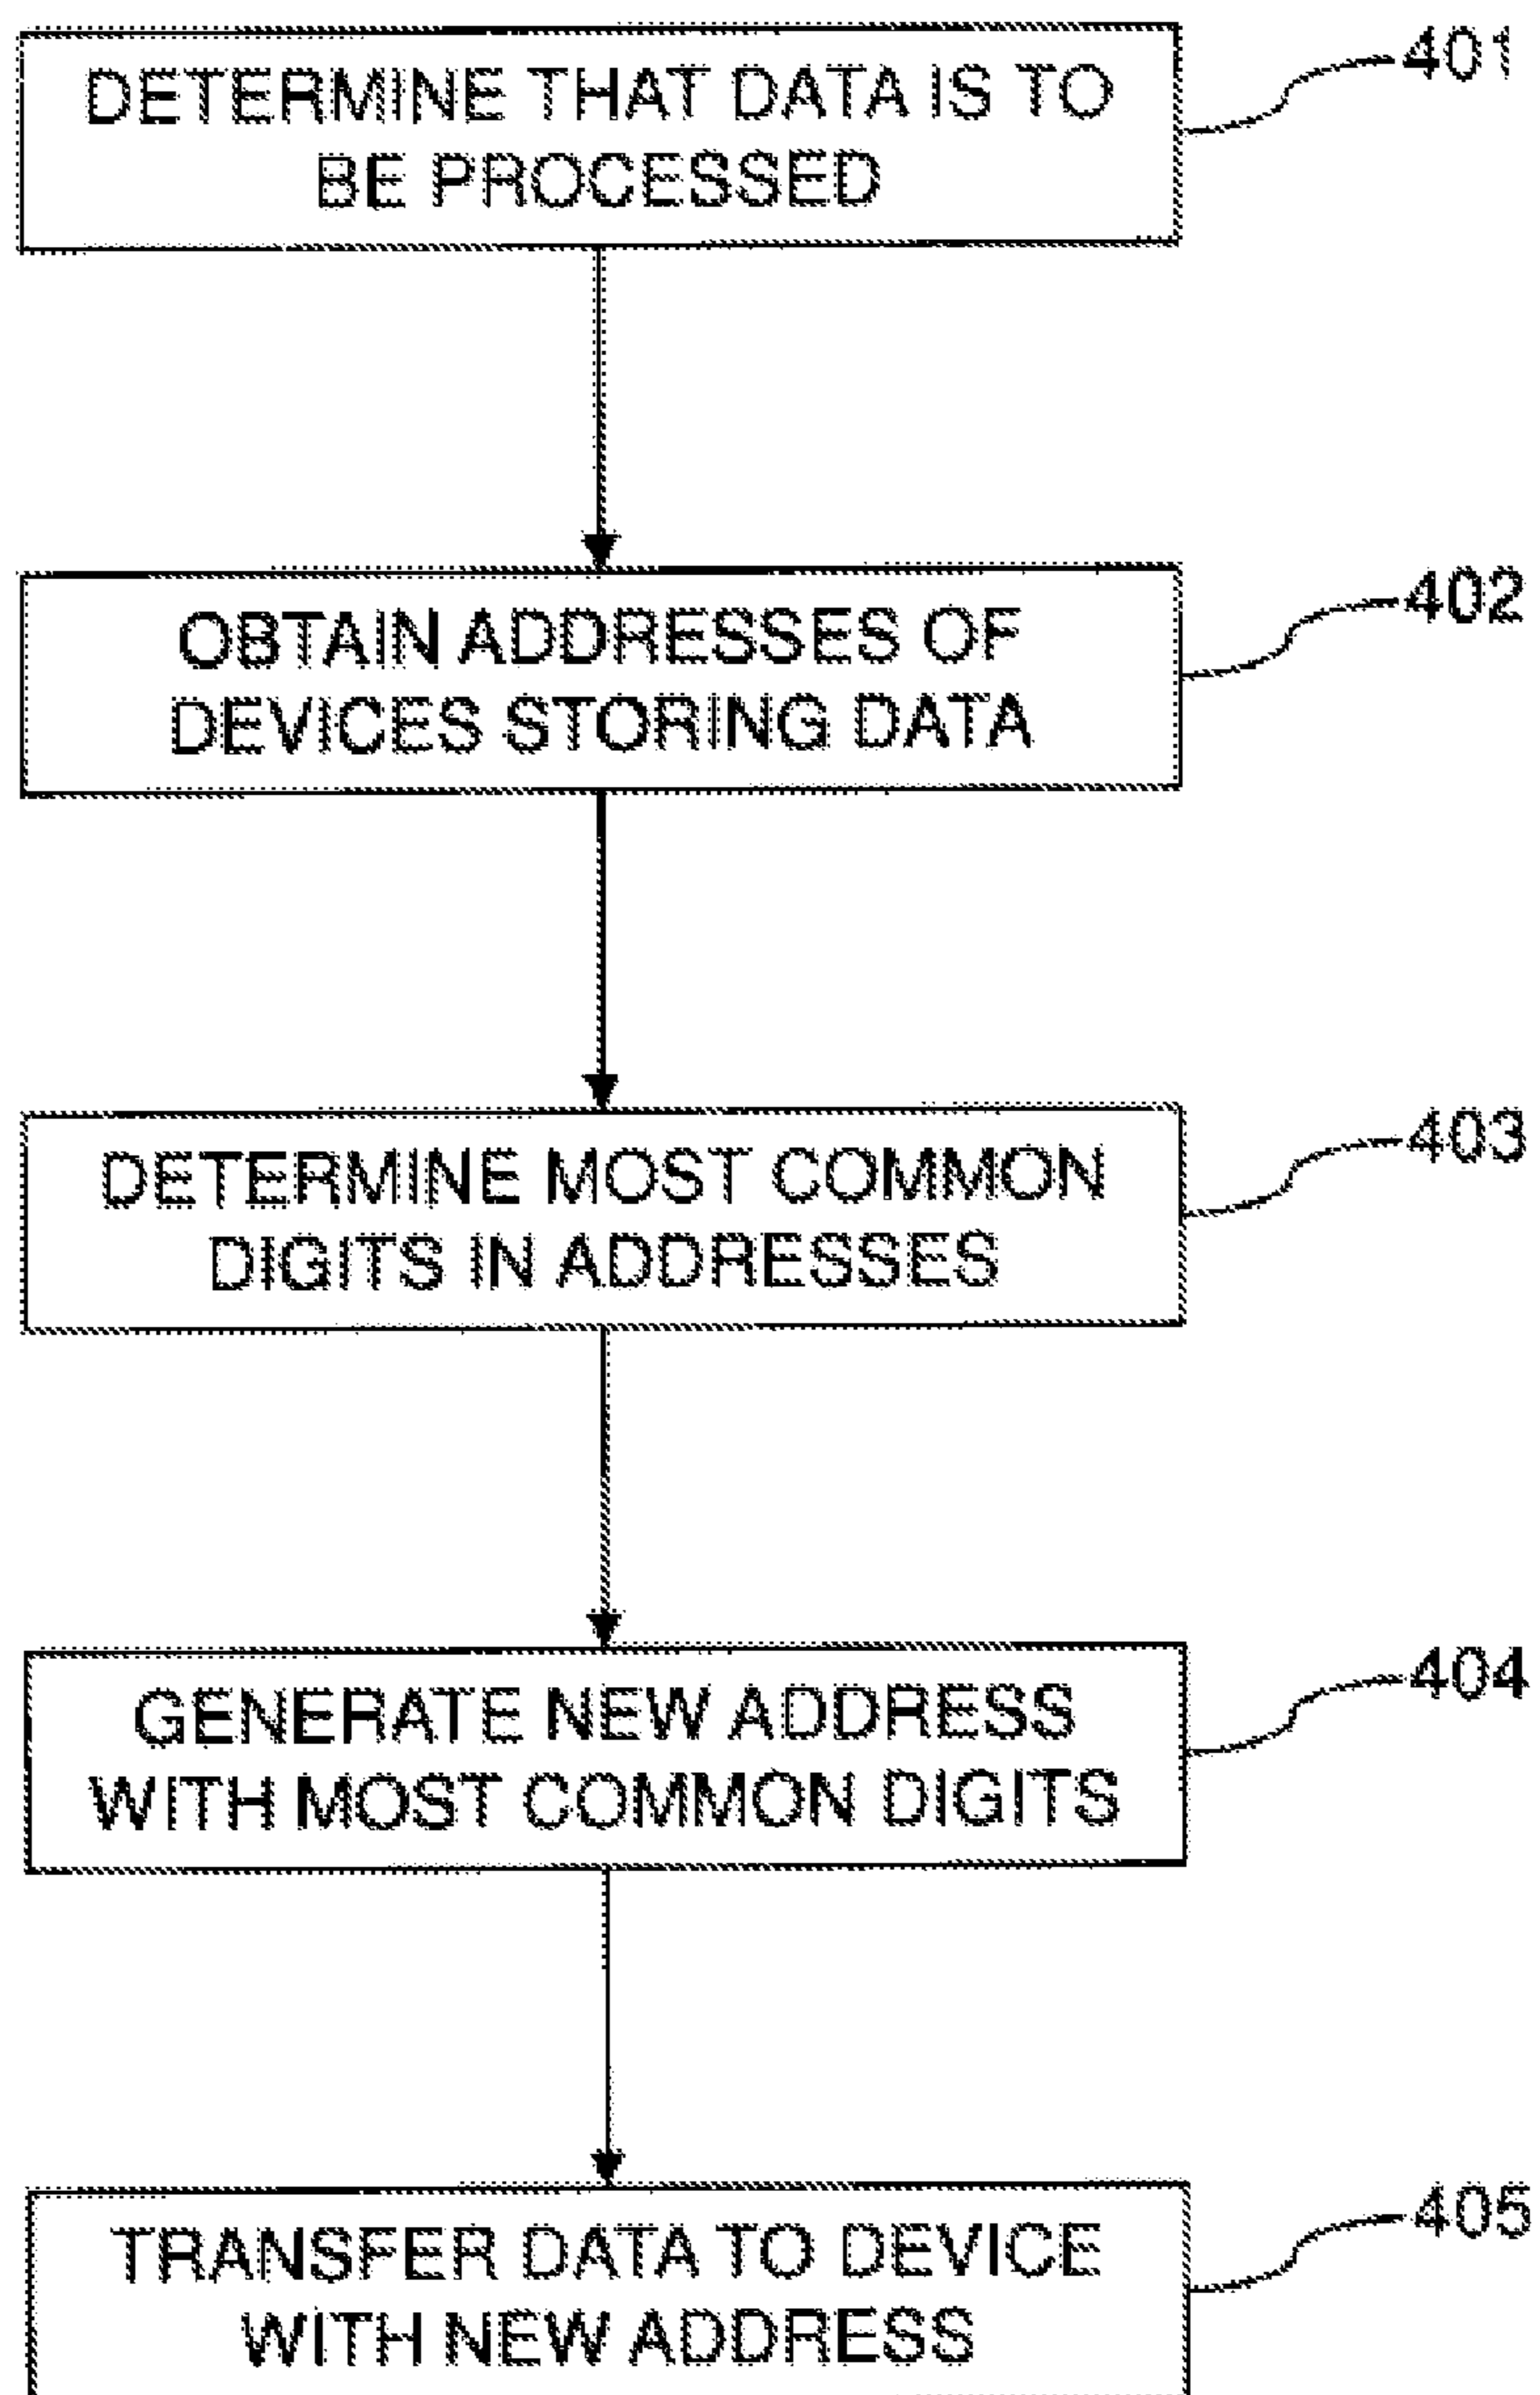 DETERMINE THAT DATA IS TO
BE PROCESSED
401
OBTAIN ADDRESSES OF
DEVICES STORING DATA
402
DETERMINE MOST COMMON
DIGITS IN ADDRESSES
403
GENERATE NEW ADDRESS
WITH MOST COMMON DIGITS
404
TRANSFER DATA TO DEVICE
WITH NEW ADDRESS
405